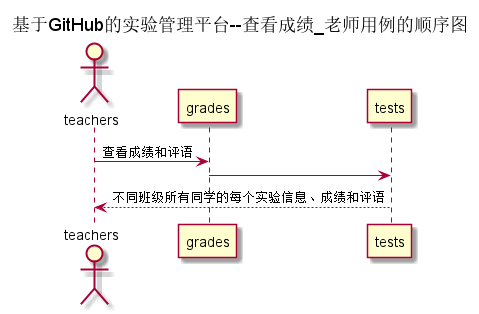 基于GitHub的实验管理平台--查看成绩_老师用例的顺序图
teachers
grades
tests
查看成绩和评语
不同班级所有同学的每个实验信息、成绩和评语
teachers
grades
tests